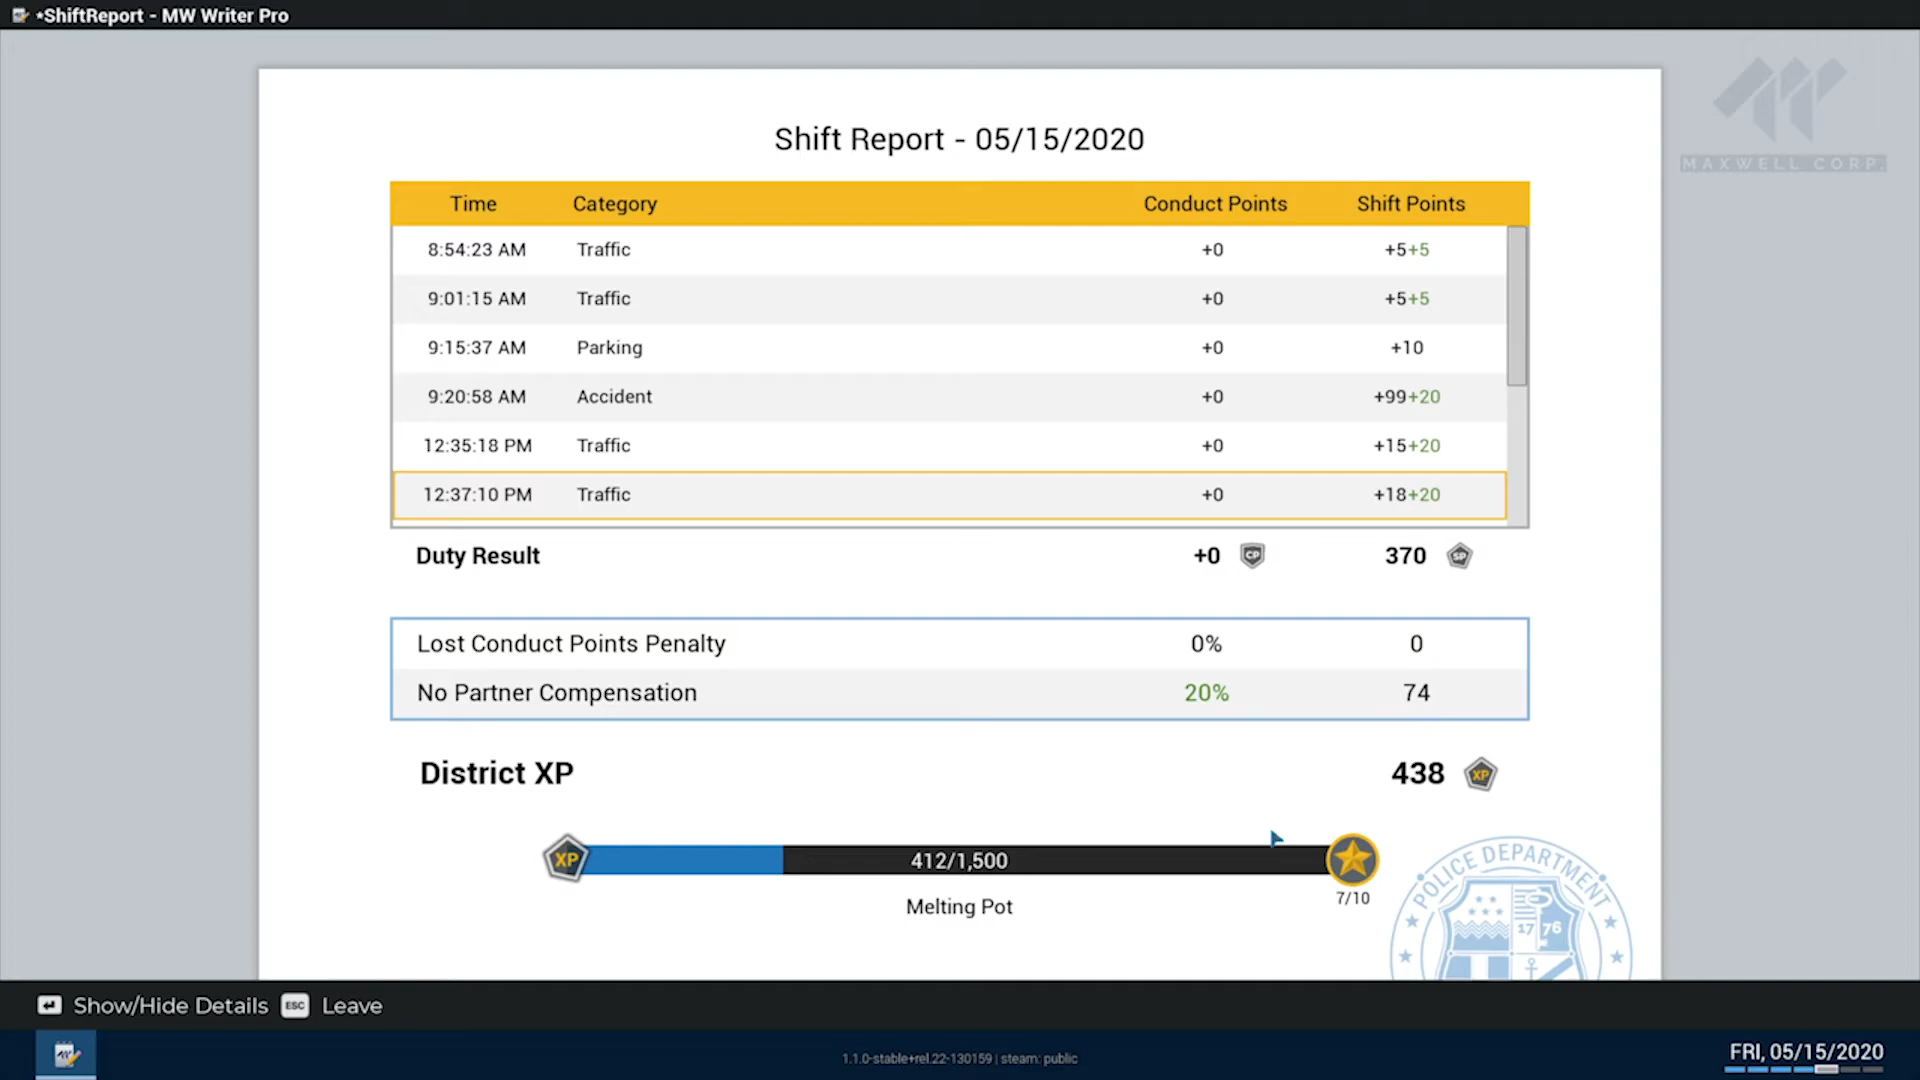 *ShiftReport - MW Writer Pro
MAXWELL CORP.
Shift Report - 05/15/2020
Time Category Conduct Points Shift Points
8:54:23 AM Traffic +0 +5+5
9:01:15 AM Traffic +0 +5+5
9:15:37 AM Parking +0 +10
9:20:58 AM Accident +0 +99+20
12:35:18 PM Traffic +0 +15+20
12:37:10 PM Traffic +0 +18+20
Duty Result +0 CP 370 SP
Lost Conduct Points Penalty 0% 0
No Partner Compensation 20% 74
District XP 438 XP
XP 412/1,500
7/10
Melting Pot
POLICE DEPARTMENT
17 76
Show/Hide Details ESC Leave
1.1.0-stable+rel.22-130159 | steam: public
FRI, 05/15/2020